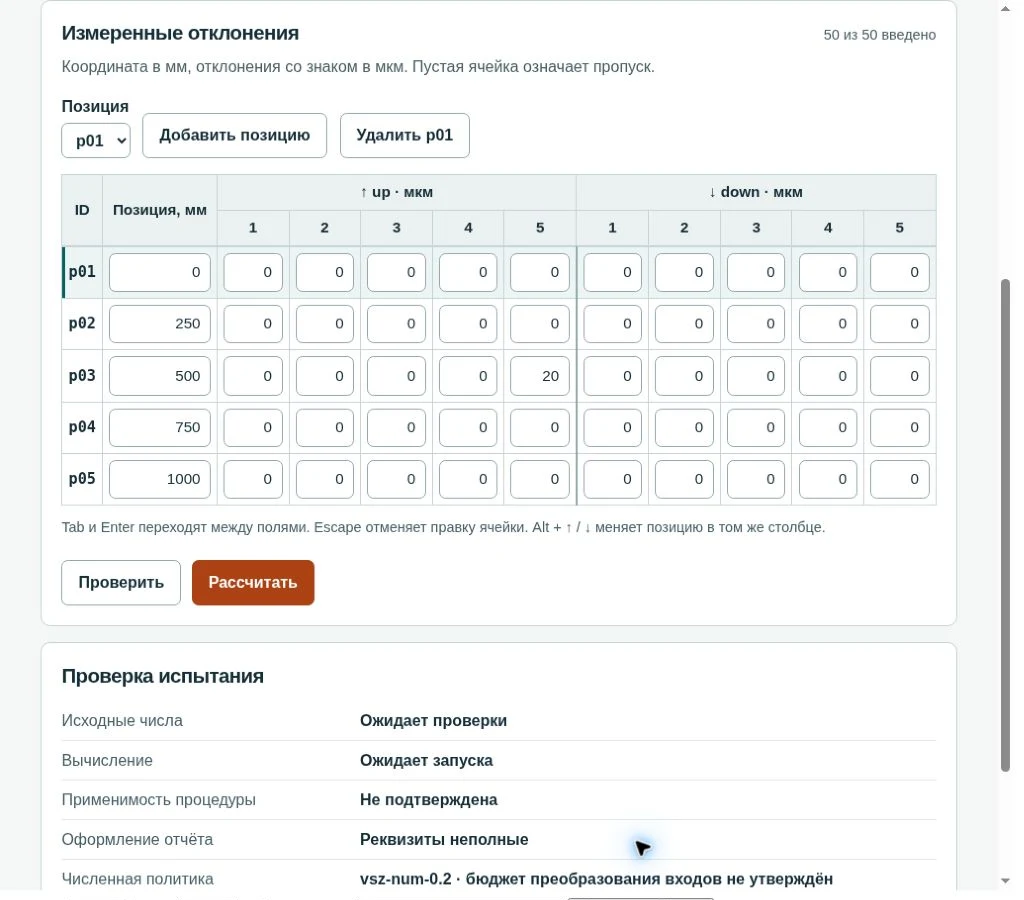 Измеренные отклонения
50 из 50 введено
Координата в мм, отклонения со знаком в мкм. Пустая ячейка означает пропуск.
Позиция
p01 Добавить позицию Удалить p01
ID Позиция, мм ↑ up · мкм ↓ down · мкм
1 2 3 4 5 1 2 3 4 5
p01 0 0 0 0 0 0 0 0 0 0 0
p02 250 0 0 0 0 0 0 0 0 0 0
p03 500 0 0 0 0 20 0 0 0 0 0
p04 750 0 0 0 0 0 0 0 0 0 0
p05 1000 0 0 0 0 0 0 0 0 0 0
Tab и Enter переходят между полями. Escape отменяет правку ячейки. Alt + ↑ / ↓ меняет позицию в том же столбце.
Проверить Рассчитать
Проверка испытания
Исходные числа Ожидает проверки
Вычисление Ожидает запуска
Применимость процедуры Не подтверждена
Оформление отчёта Реквизиты неполные
Численная политика vsz-num-0.2 · бюджет преобразования входов не утверждён